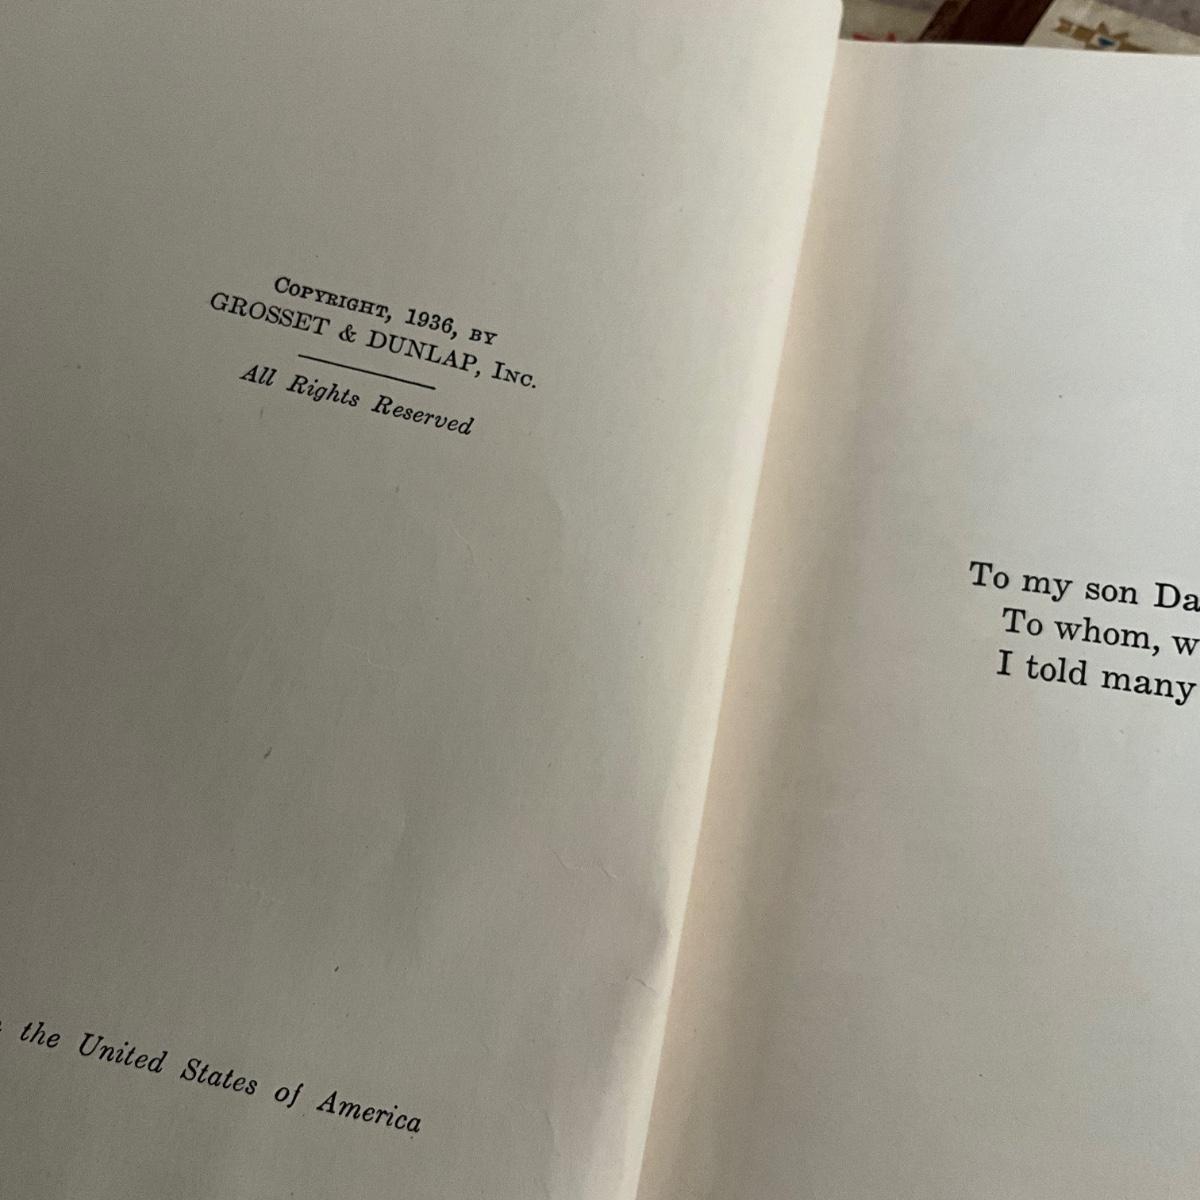 Copyright, 1936, by
GROSSET & DUNLAP, Inc.
All Rights Reserved
the United States of America
To my son Da
To whom, w
I told many